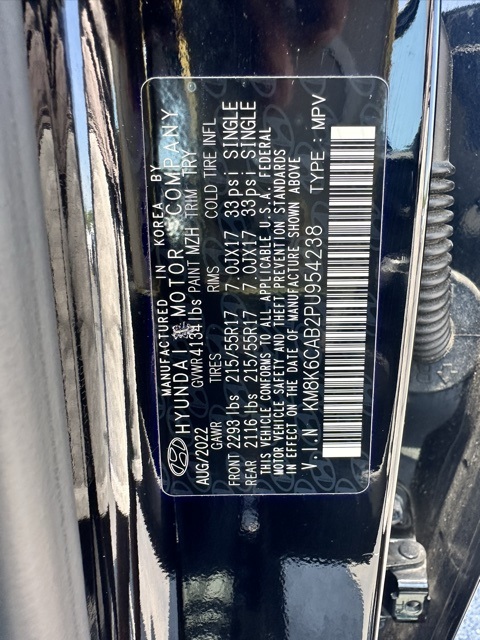 MANUFACTURED IN KOREA BY
HYUNDAI MOTOR COMPANY
AUG/2022 GVWR 4134 lbs PAINT MZH TRIM TRY
GAWR TIRES RIMS COLD TIRE INFL
FRONT 2293 lbs 215/55R17 7.0JX17 33psi SINGLE
REAR 2116 lbs 215/55R17 7.0JX17 33psi SINGLE
THIS VEHICLE CONFORMS TO ALL APPLICABLE U.S.A. FEDERAL
MOTOR VEHICLE SAFETY AND THEFT PREVENTION STANDARDS
IN EFFECT ON THE DATE OF MANUFACTURE SHOWN ABOVE
V.I.N KM8K6CAB2PU954238 TYPE : MPV